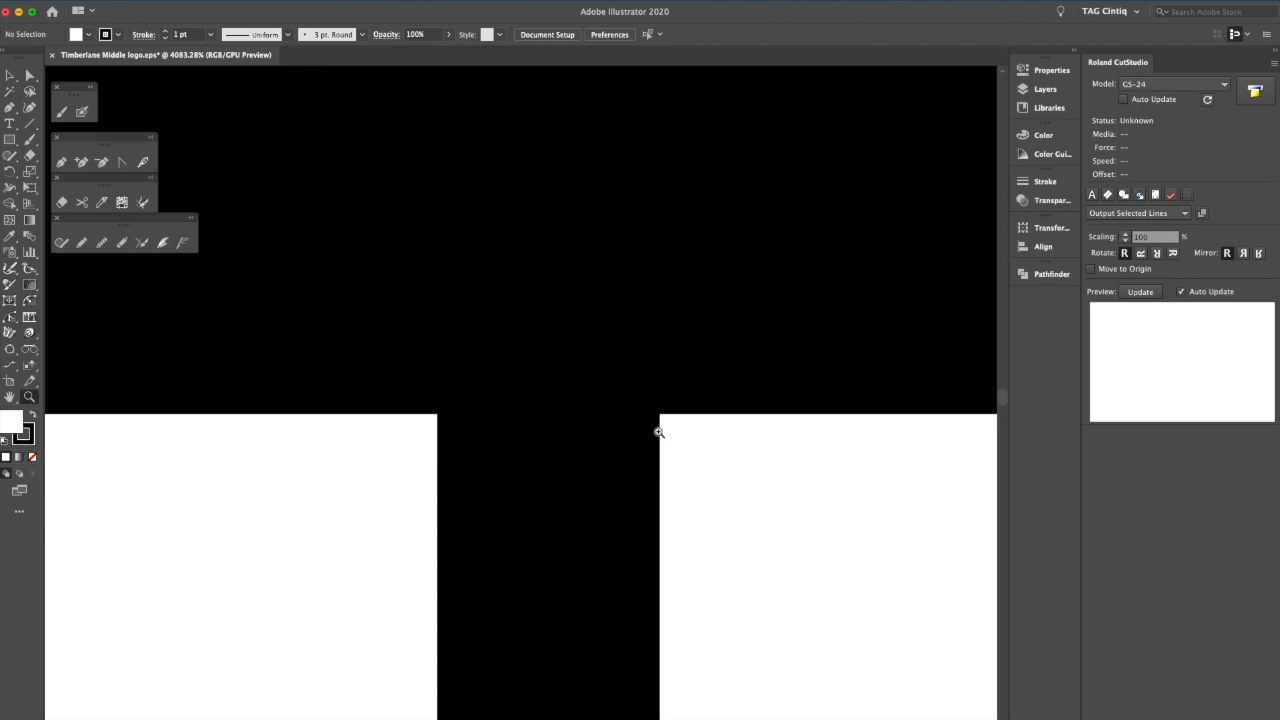 Adobe Illustrator 2020
TAG Cintiq
Search Adobe Stock
No Selection
Stroke:
1 pt
Uniform
3 pt. Round
Opacity:
100%
Style:
Document Setup
Preferences
Timberlane Middle logo.eps* @ 4083.28% (RGB/GPU Preview)
Properties
Layers
Libraries
Color
Color Gui...
Stroke
Transpar...
Transfor...
Align
Pathfinder
Roland CutStudio
Model:
GS-24
Auto Update
Status: Unknown
Media: --
Force: --
Speed: --
Offset: --
Output Selected Lines
Scaling:
100
%
Rotate:
Mirror:
Move to Origin
Preview:
Update
Auto Update